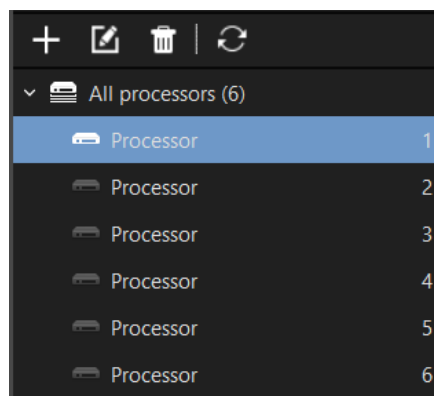 All processors (6)
Processor 1
Processor 2
Processor 3
Processor 4
Processor 5
Processor 6